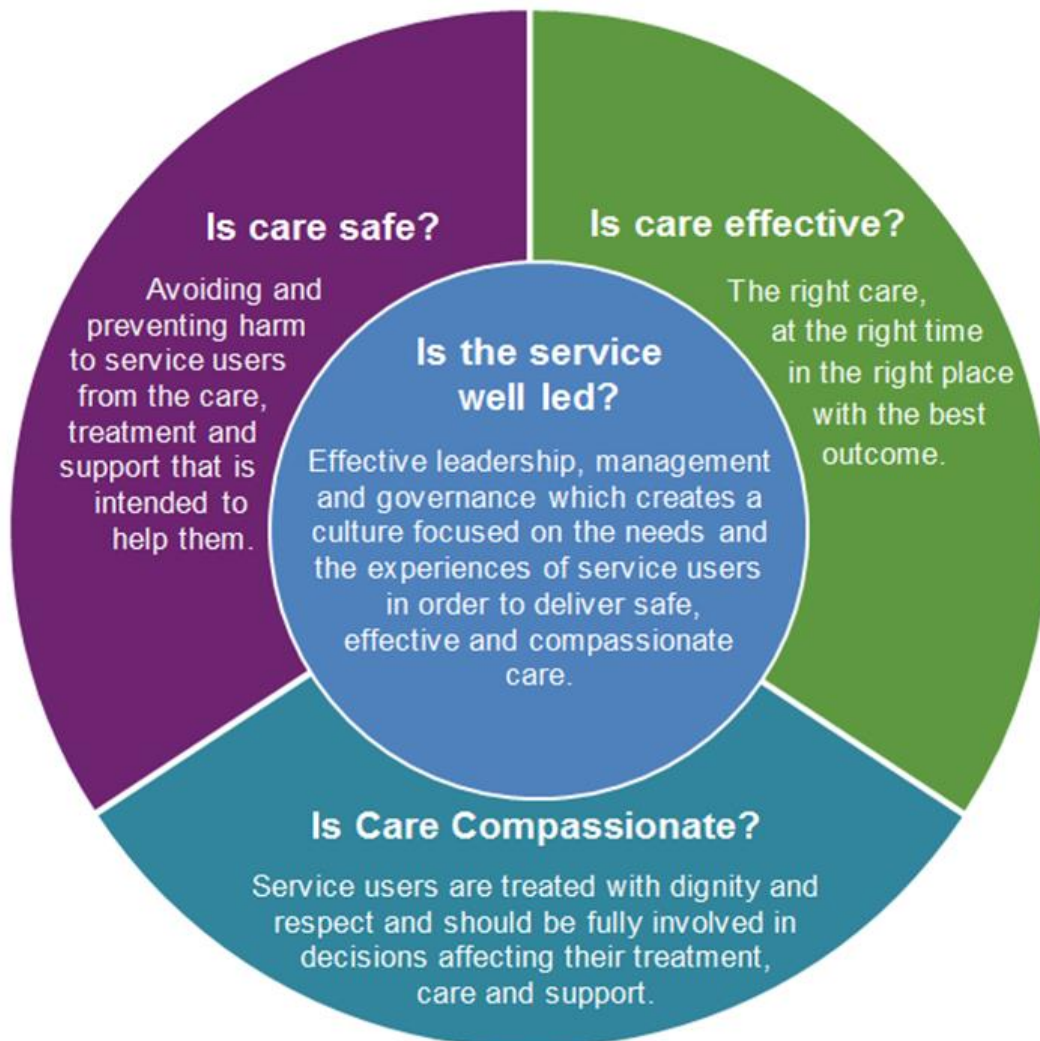 Is care safe?
Avoiding and
preventing harm
to service users
from the care,
treatment and
support that is
intended to
help them.
Is care effective?
The right care,
at the right time
in the right place
with the best
outcome.
Is the service
well led?
Effective leadership, management
and governance which creates a
culture focused on the needs and
the experiences of service users
in order to deliver safe,
effective and compassionate
care.
Is Care Compassionate?
Service users are treated with dignity and
respect and should be fully involved in
decisions affecting their treatment,
care and support.